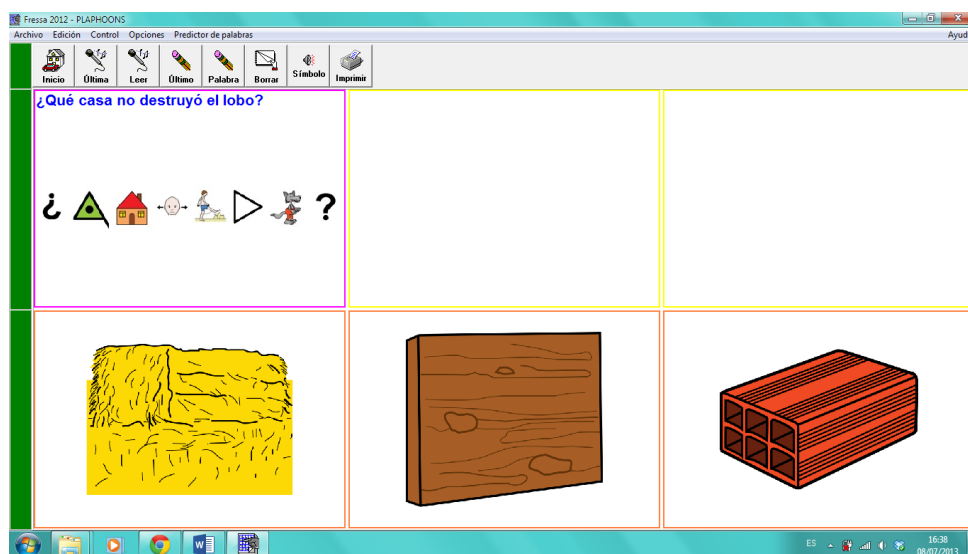 Fressa 2012 - PLAPHOONS
Archivo Edición Control Opciones Predictor de palabras Ayud
Inicio Última Leer Último Palabra Borrar Símbolo Imprimir
¿Qué casa no destruyó el lobo?
¿ ?
ES 16:38
08/07/2013